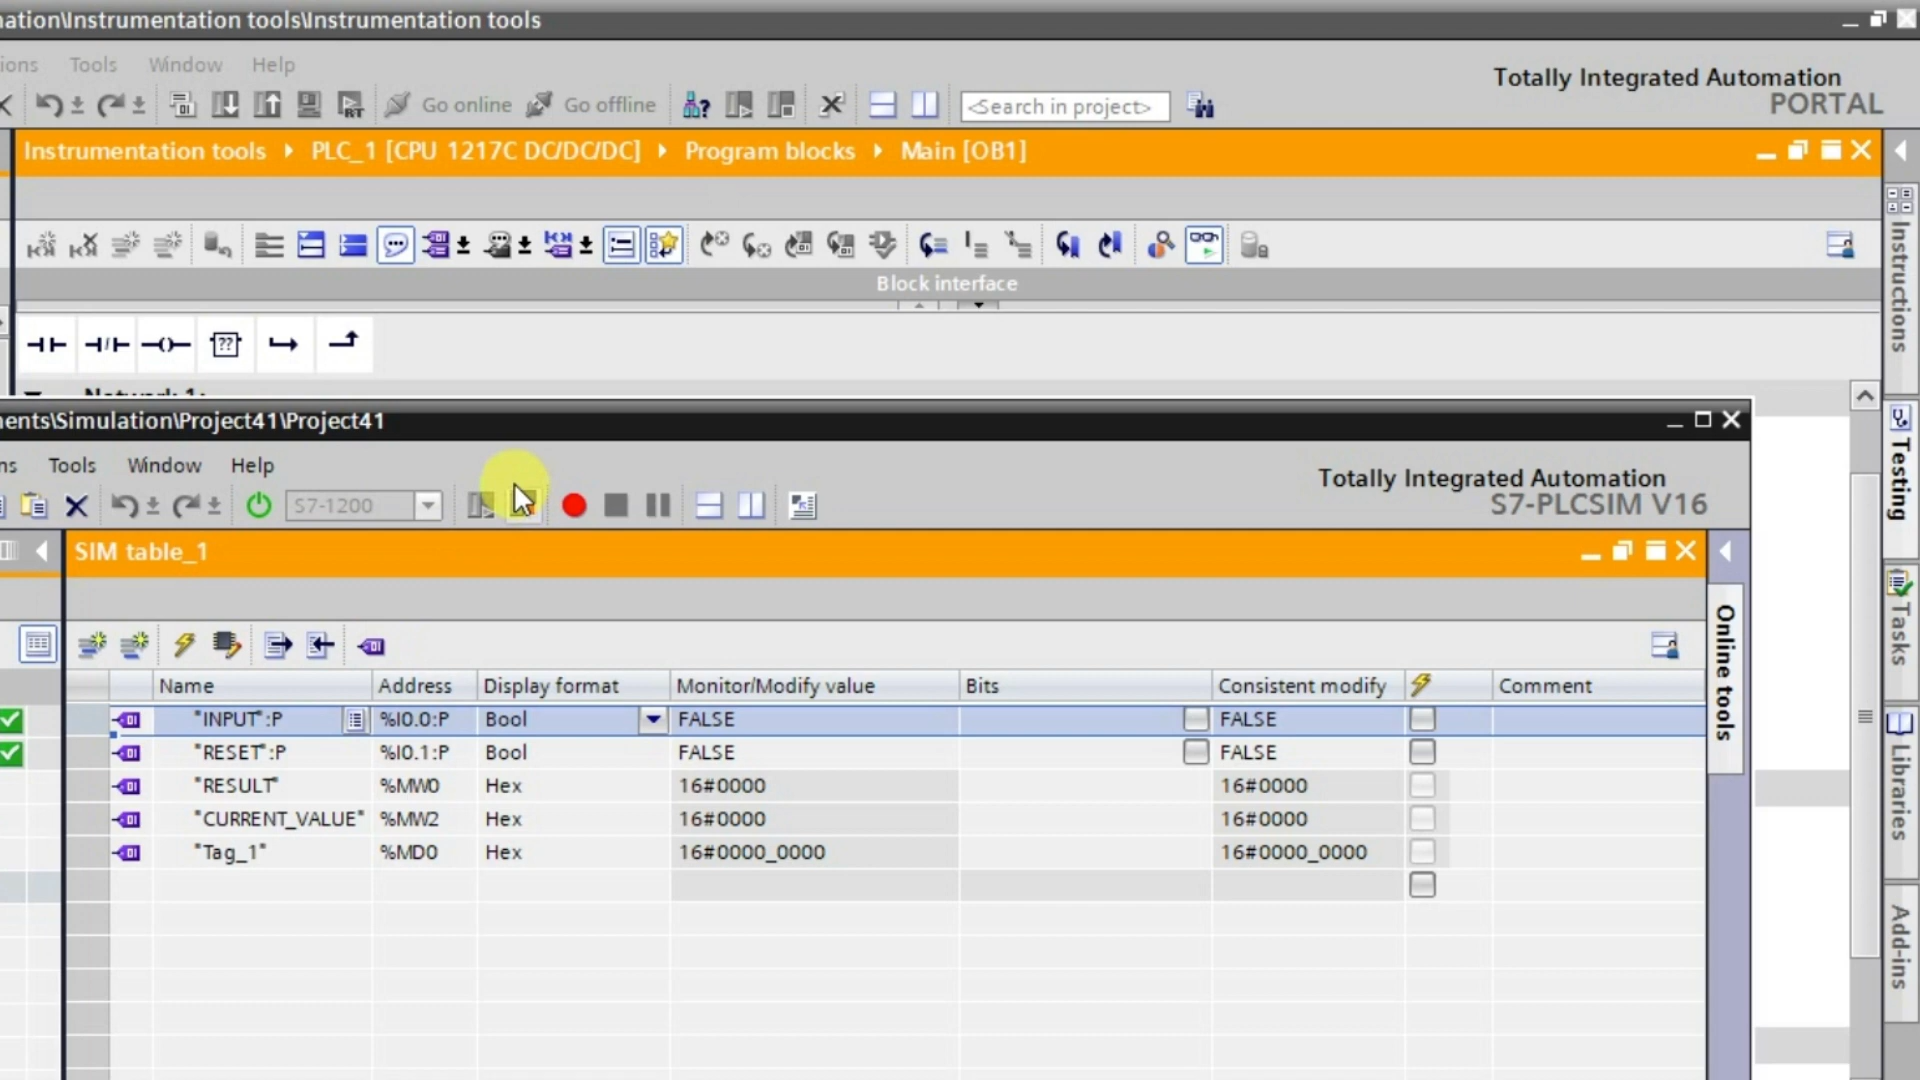 ation\Instrumentation tools\Instrumentation tools
ions Tools Window Help
Totally Integrated Automation
PORTAL
Go online Go offline <Search in project>
Instrumentation tools PLC_1 [CPU 1217C DC/DC/DC] Program blocks Main [OB1]
Block interface
??
Network 1:
ents\Simulation\Project41\Project41
ns Tools Window Help
Totally Integrated Automation
S7-PLCSIM V16
S7-1200
SIM table_1
Name Address Display format Monitor/Modify value Bits Consistent modify Comment
"INPUT":P %I0.0:P Bool FALSE FALSE
"RESET":P %I0.1:P Bool FALSE FALSE
"RESULT" %MW0 Hex 16#0000 16#0000
"CURRENT_VALUE" %MW2 Hex 16#0000 16#0000
"Tag_1" %MD0 Hex 16#0000_0000 16#0000_0000
Online tools
Instructions
Testing
Tasks
Libraries
Add-ins